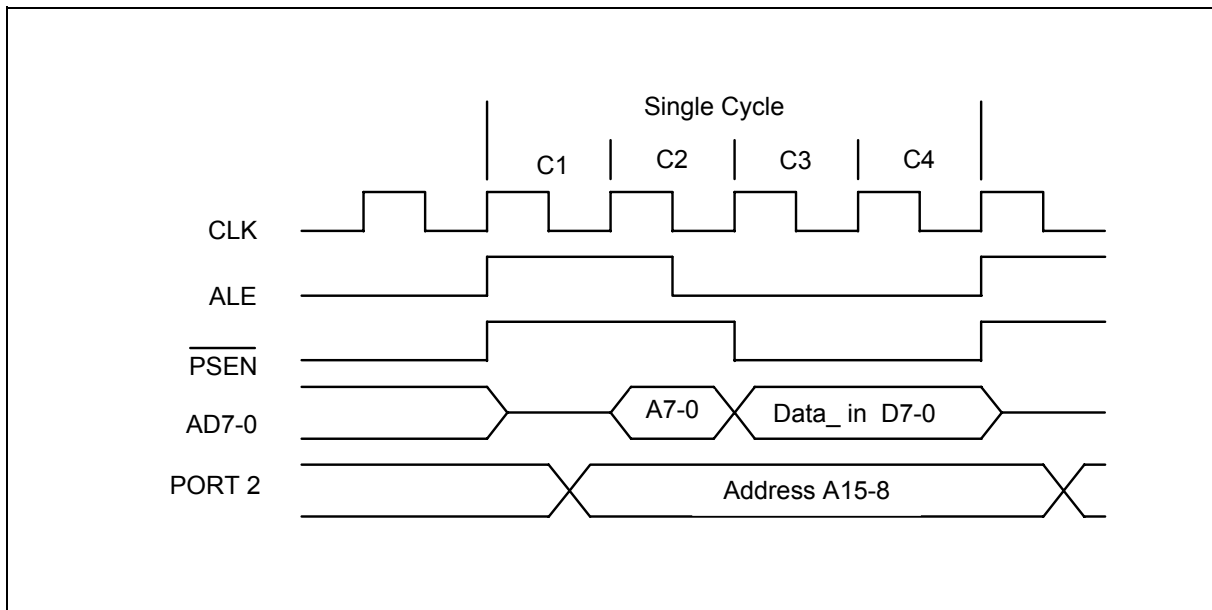 Single Cycle
C1 C2 C3 C4
CLK
ALE
PSEN
AD7-0 A7-0 Data_ in D7-0
PORT 2 Address A15-8